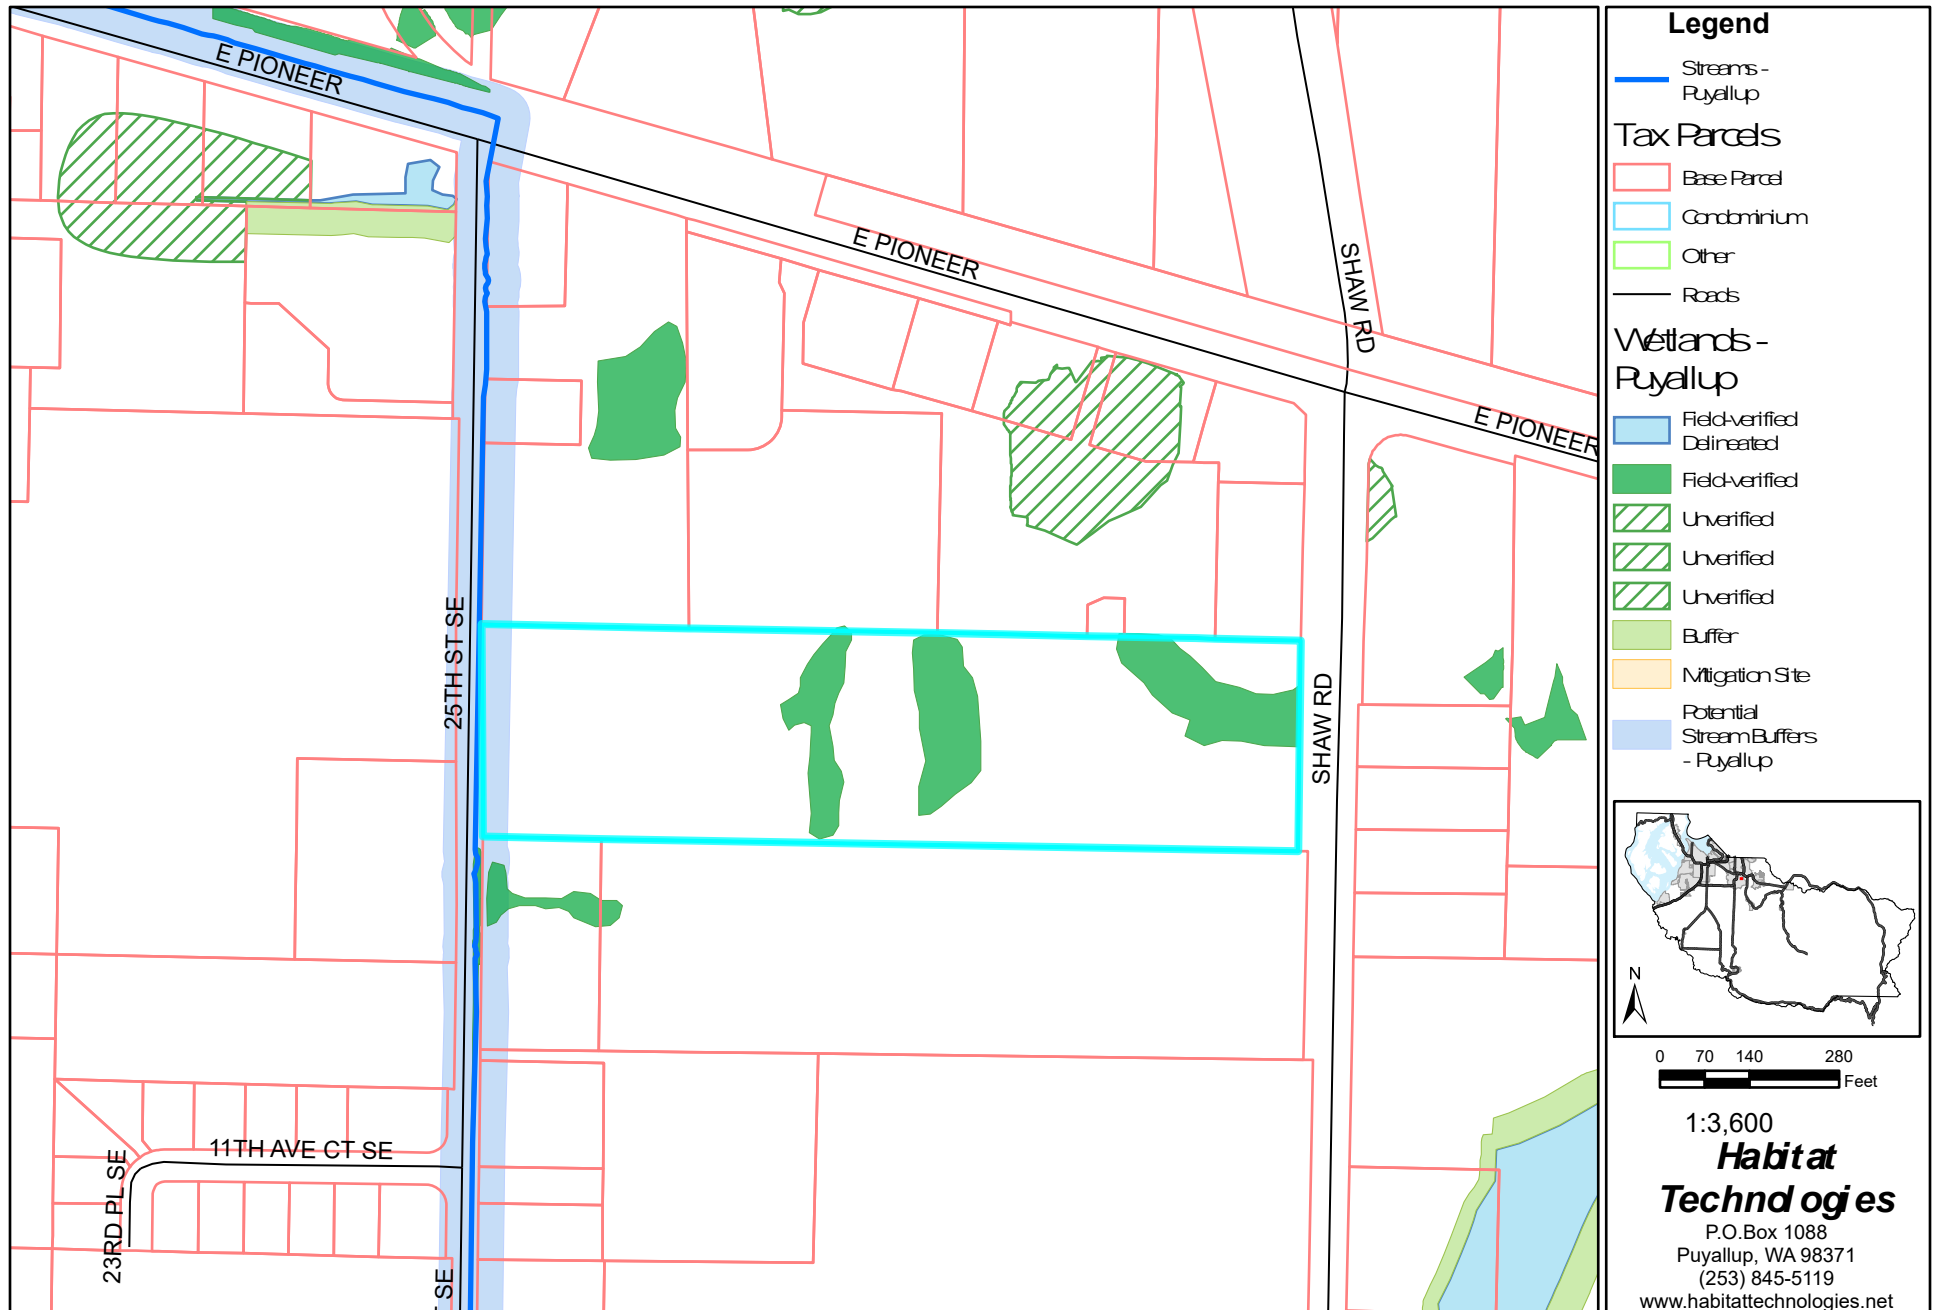 E PIONEER
E PIONEER
E PIONEER
SHAW RD
SHAW RD
25TH ST SE
11TH AVE CT SE
23RD PL SE
SE
Legend
Streams -
Puyallup
Tax Parcels
Base Parcel
Condominium
Other
Roads
Wetlands -
Puyallup
Field-verified
Delineated
Field-verified
Unverified
Unverified
Unverified
Buffer
Mitigation Site
Potential
Stream Buffers
- Puyallup
N
0 70 140 280
Feet
1:3,600
Habitat
Technologies
P.O.Box 1088
Puyallup, WA 98371
(253) 845-5119
www.habitattechnologies.net